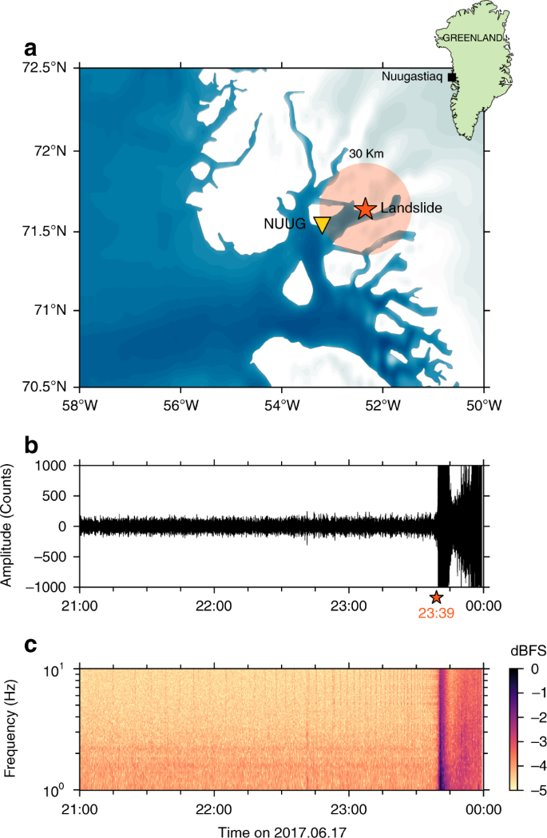 a
GREENLAND
Nuugastiaq
72.5°N
72°N
71.5°N
71°N
70.5°N
30 Km
Landslide
NUUG
58°W 56°W 54°W 52°W 50°W
b
Amplitude (Counts)
1000
500
0
−500
−1000
21:00 22:00 23:00 00:00
23:39
c
dBFS
Frequency (Hz)
10¹
10⁰
0
−1
−2
−3
−4
−5
21:00 22:00 23:00 00:00
Time on 2017.06.17